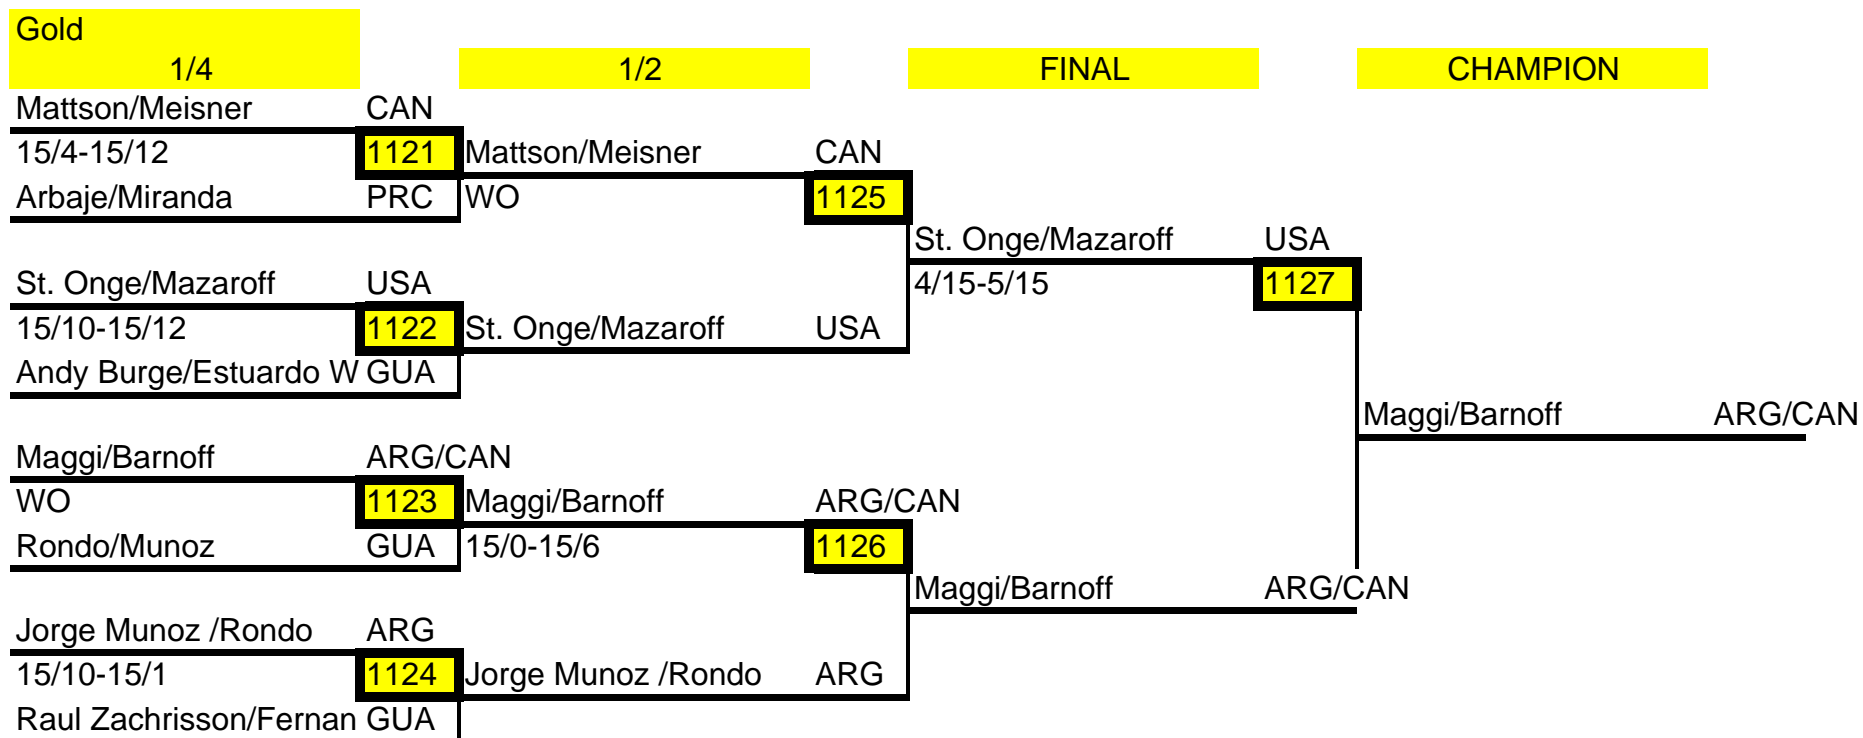 Gold
1/4 1/2 FINAL CHAMPION
Mattson/Meisner CAN
15/4-15/12 1121 Mattson/Meisner CAN
Arbaje/Miranda PRC WO 1125
St. Onge/Mazaroff USA
St. Onge/Mazaroff USA 4/15-5/15 1127
15/10-15/12 1122 St. Onge/Mazaroff USA
Andy Burge/Estuardo W GUA
Maggi/Barnoff ARG/CAN
Maggi/Barnoff ARG/CAN
WO 1123 Maggi/Barnoff ARG/CAN
Rondo/Munoz GUA 15/0-15/6 1126
Maggi/Barnoff ARG/CAN
Jorge Munoz /Rondo ARG
15/10-15/1 1124 Jorge Munoz /Rondo ARG
Raul Zachrisson/Fernan GUA